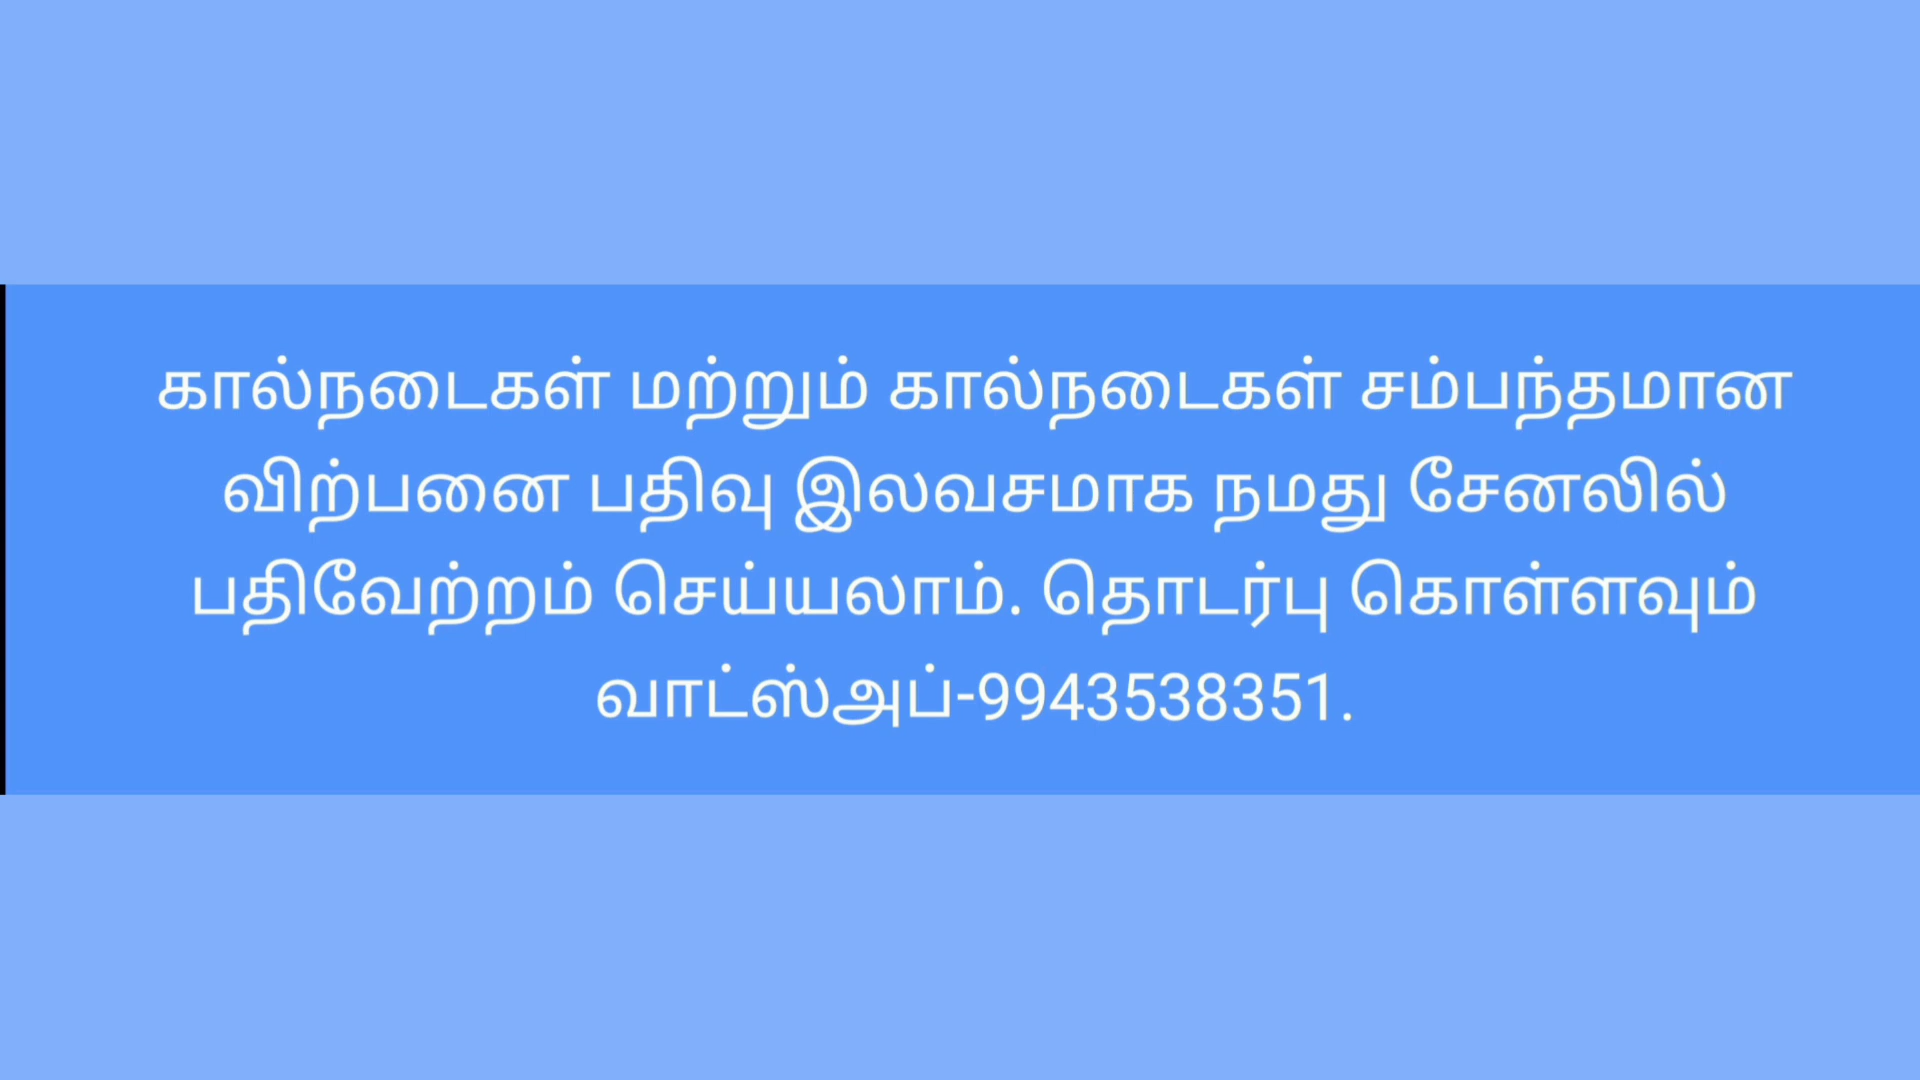 கால்நடைகள் மற்றும் கால்நடைகள் சம்பந்தமான
விற்பனை பதிவு இலவசமாக நமது சேனலில்
பதிவேற்றம் செய்யலாம். தொடர்பு கொள்ளவும்
வாட்ஸ்அப்-9943538351.